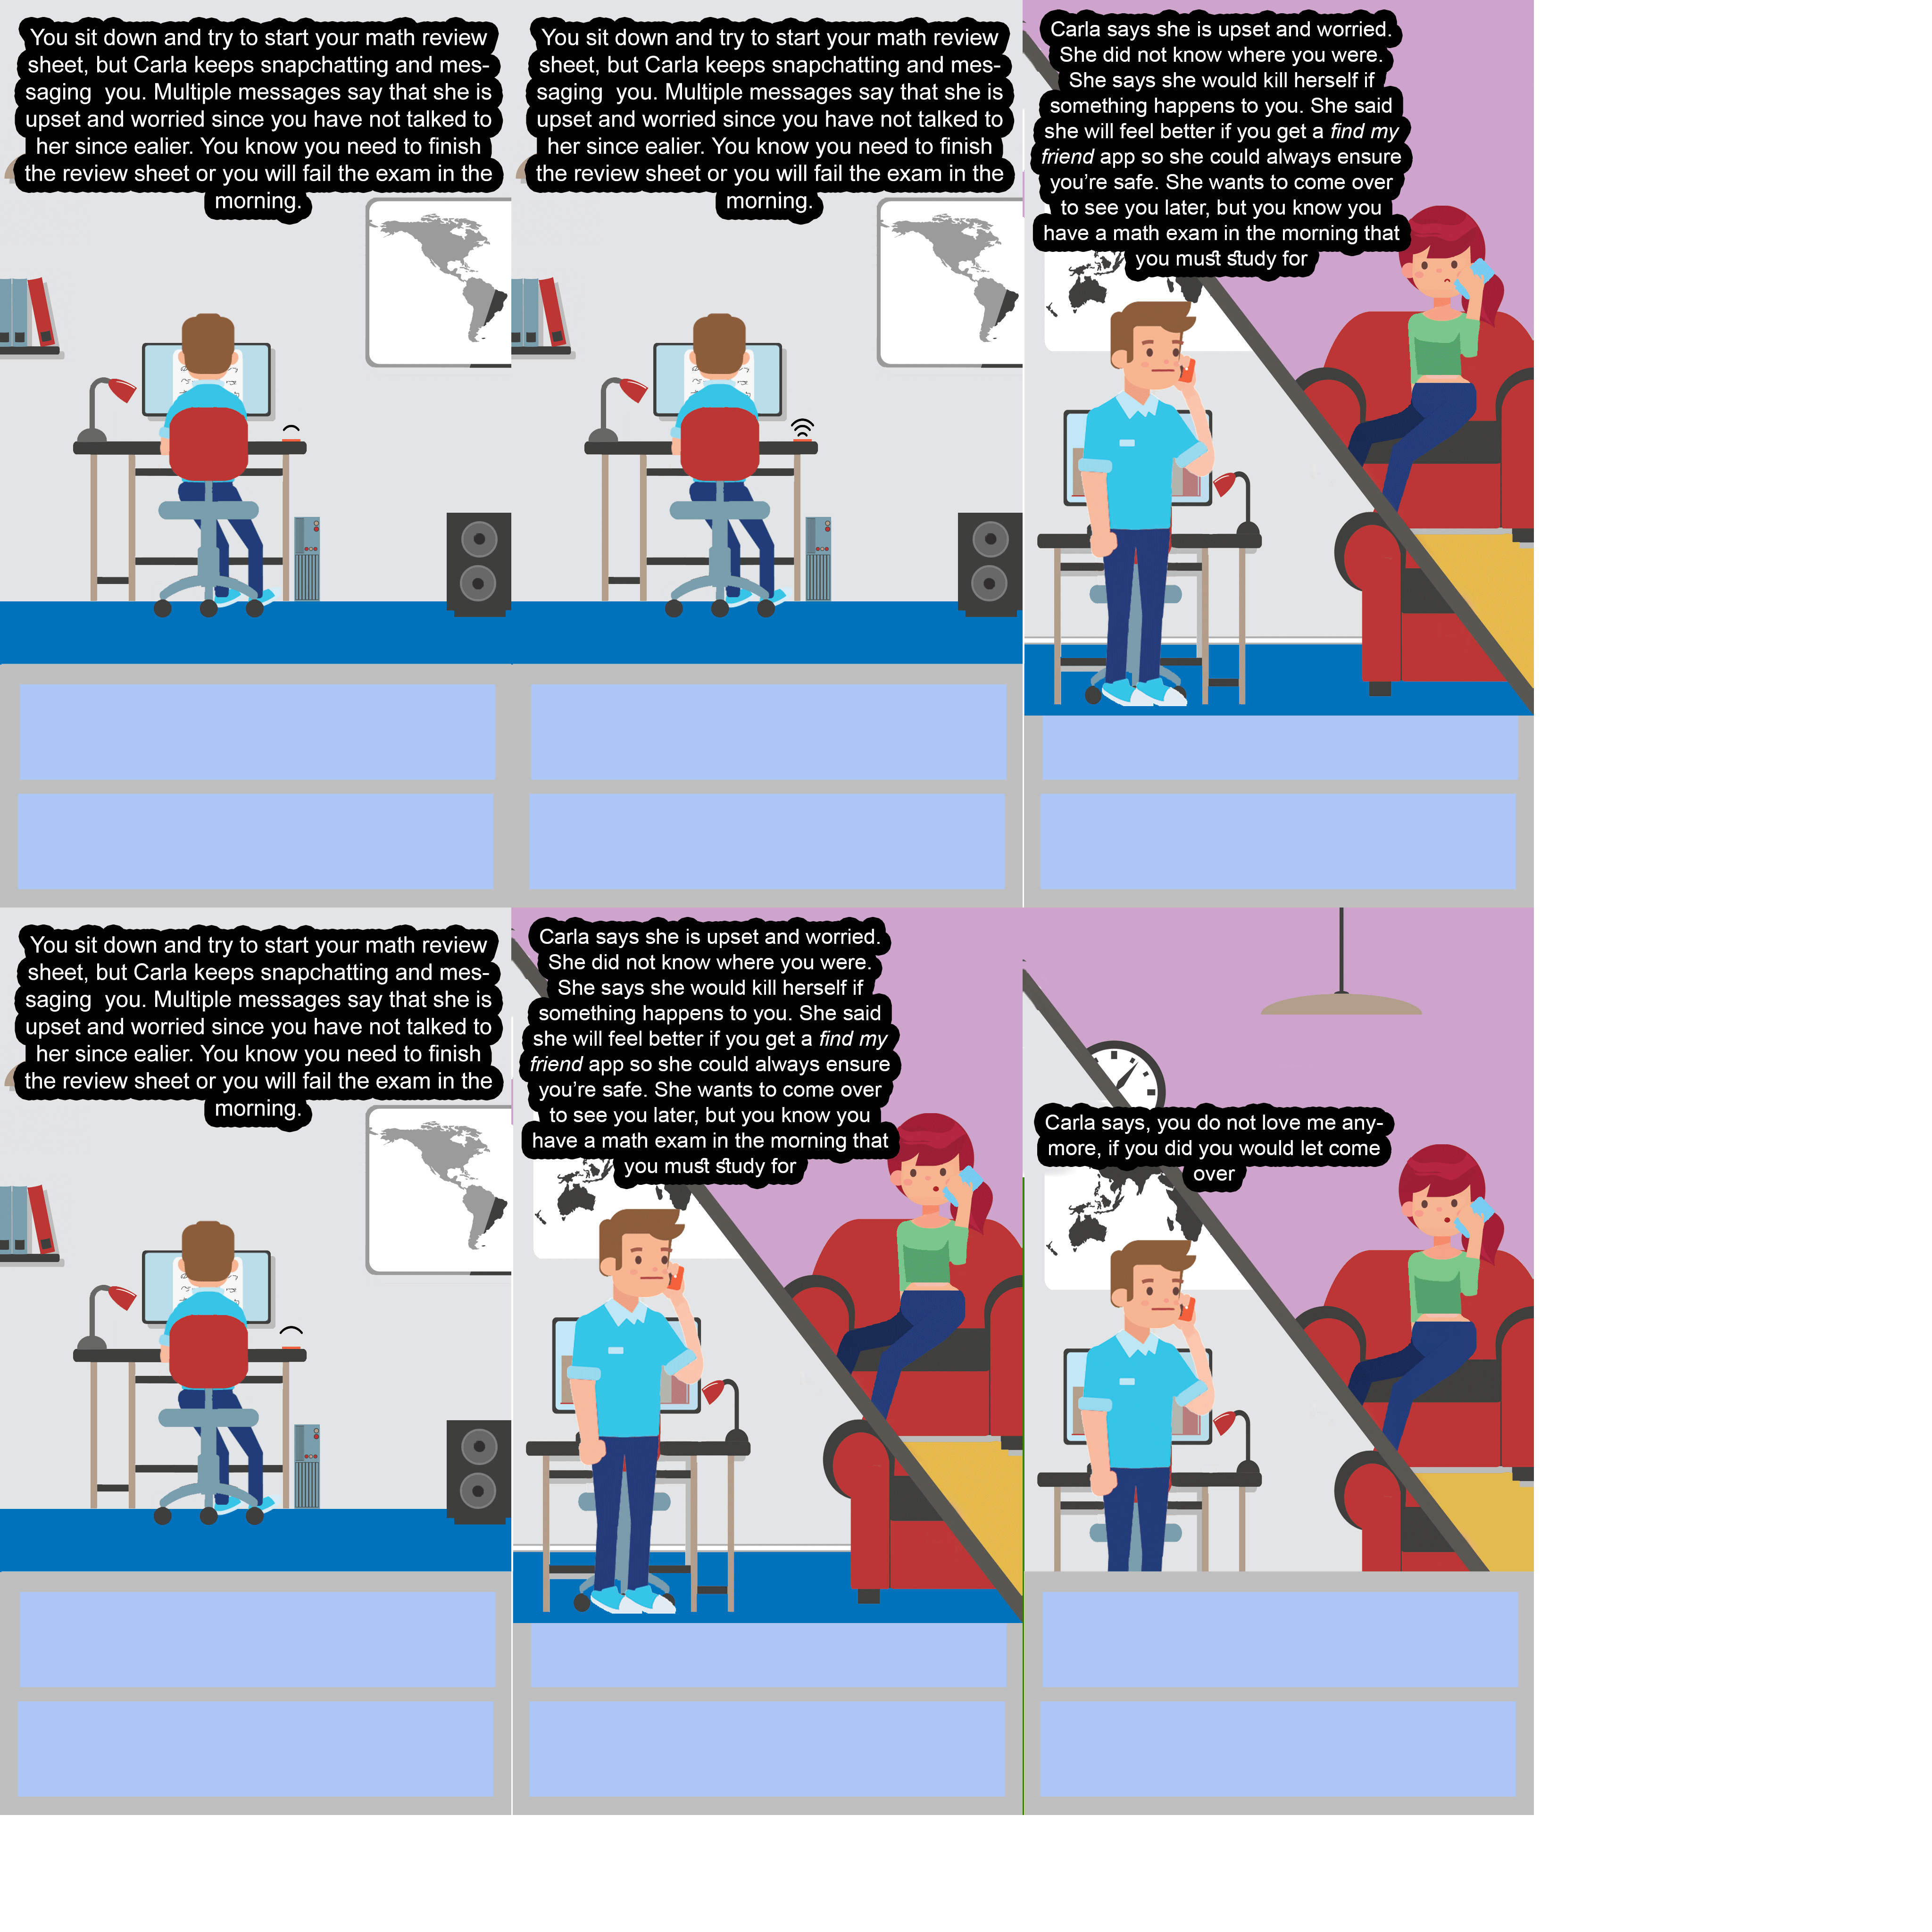 You sit down and try to start your math review
sheet, but Carla keeps snapchatting and mes-
saging  you. Multiple messages say that she is
upset and worried since you have not talked to
her since ealier. You know you need to finish
the review sheet or you will fail the exam in the
morning.
You sit down and try to start your math review
sheet, but Carla keeps snapchatting and mes-
saging  you. Multiple messages say that she is
upset and worried since you have not talked to
her since ealier. You know you need to finish
the review sheet or you will fail the exam in the
morning.
Carla says she is upset and worried.
She did not know where you were.
She says she would kill herself if
something happens to you. She said
she will feel better if you get a find my
friend app so she could always ensure
you’re safe. She wants to come over
to see you later, but you know you
have a math exam in the morning that
you must study for
You sit down and try to start your math review
sheet, but Carla keeps snapchatting and mes-
saging  you. Multiple messages say that she is
upset and worried since you have not talked to
her since ealier. You know you need to finish
the review sheet or you will fail the exam in the
morning.
Carla says she is upset and worried.
She did not know where you were.
She says she would kill herself if
something happens to you. She said
she will feel better if you get a find my
friend app so she could always ensure
you’re safe. She wants to come over
to see you later, but you know you
have a math exam in the morning that
you must study for
Carla says, you do not love me any-
more, if you did you would let come
over